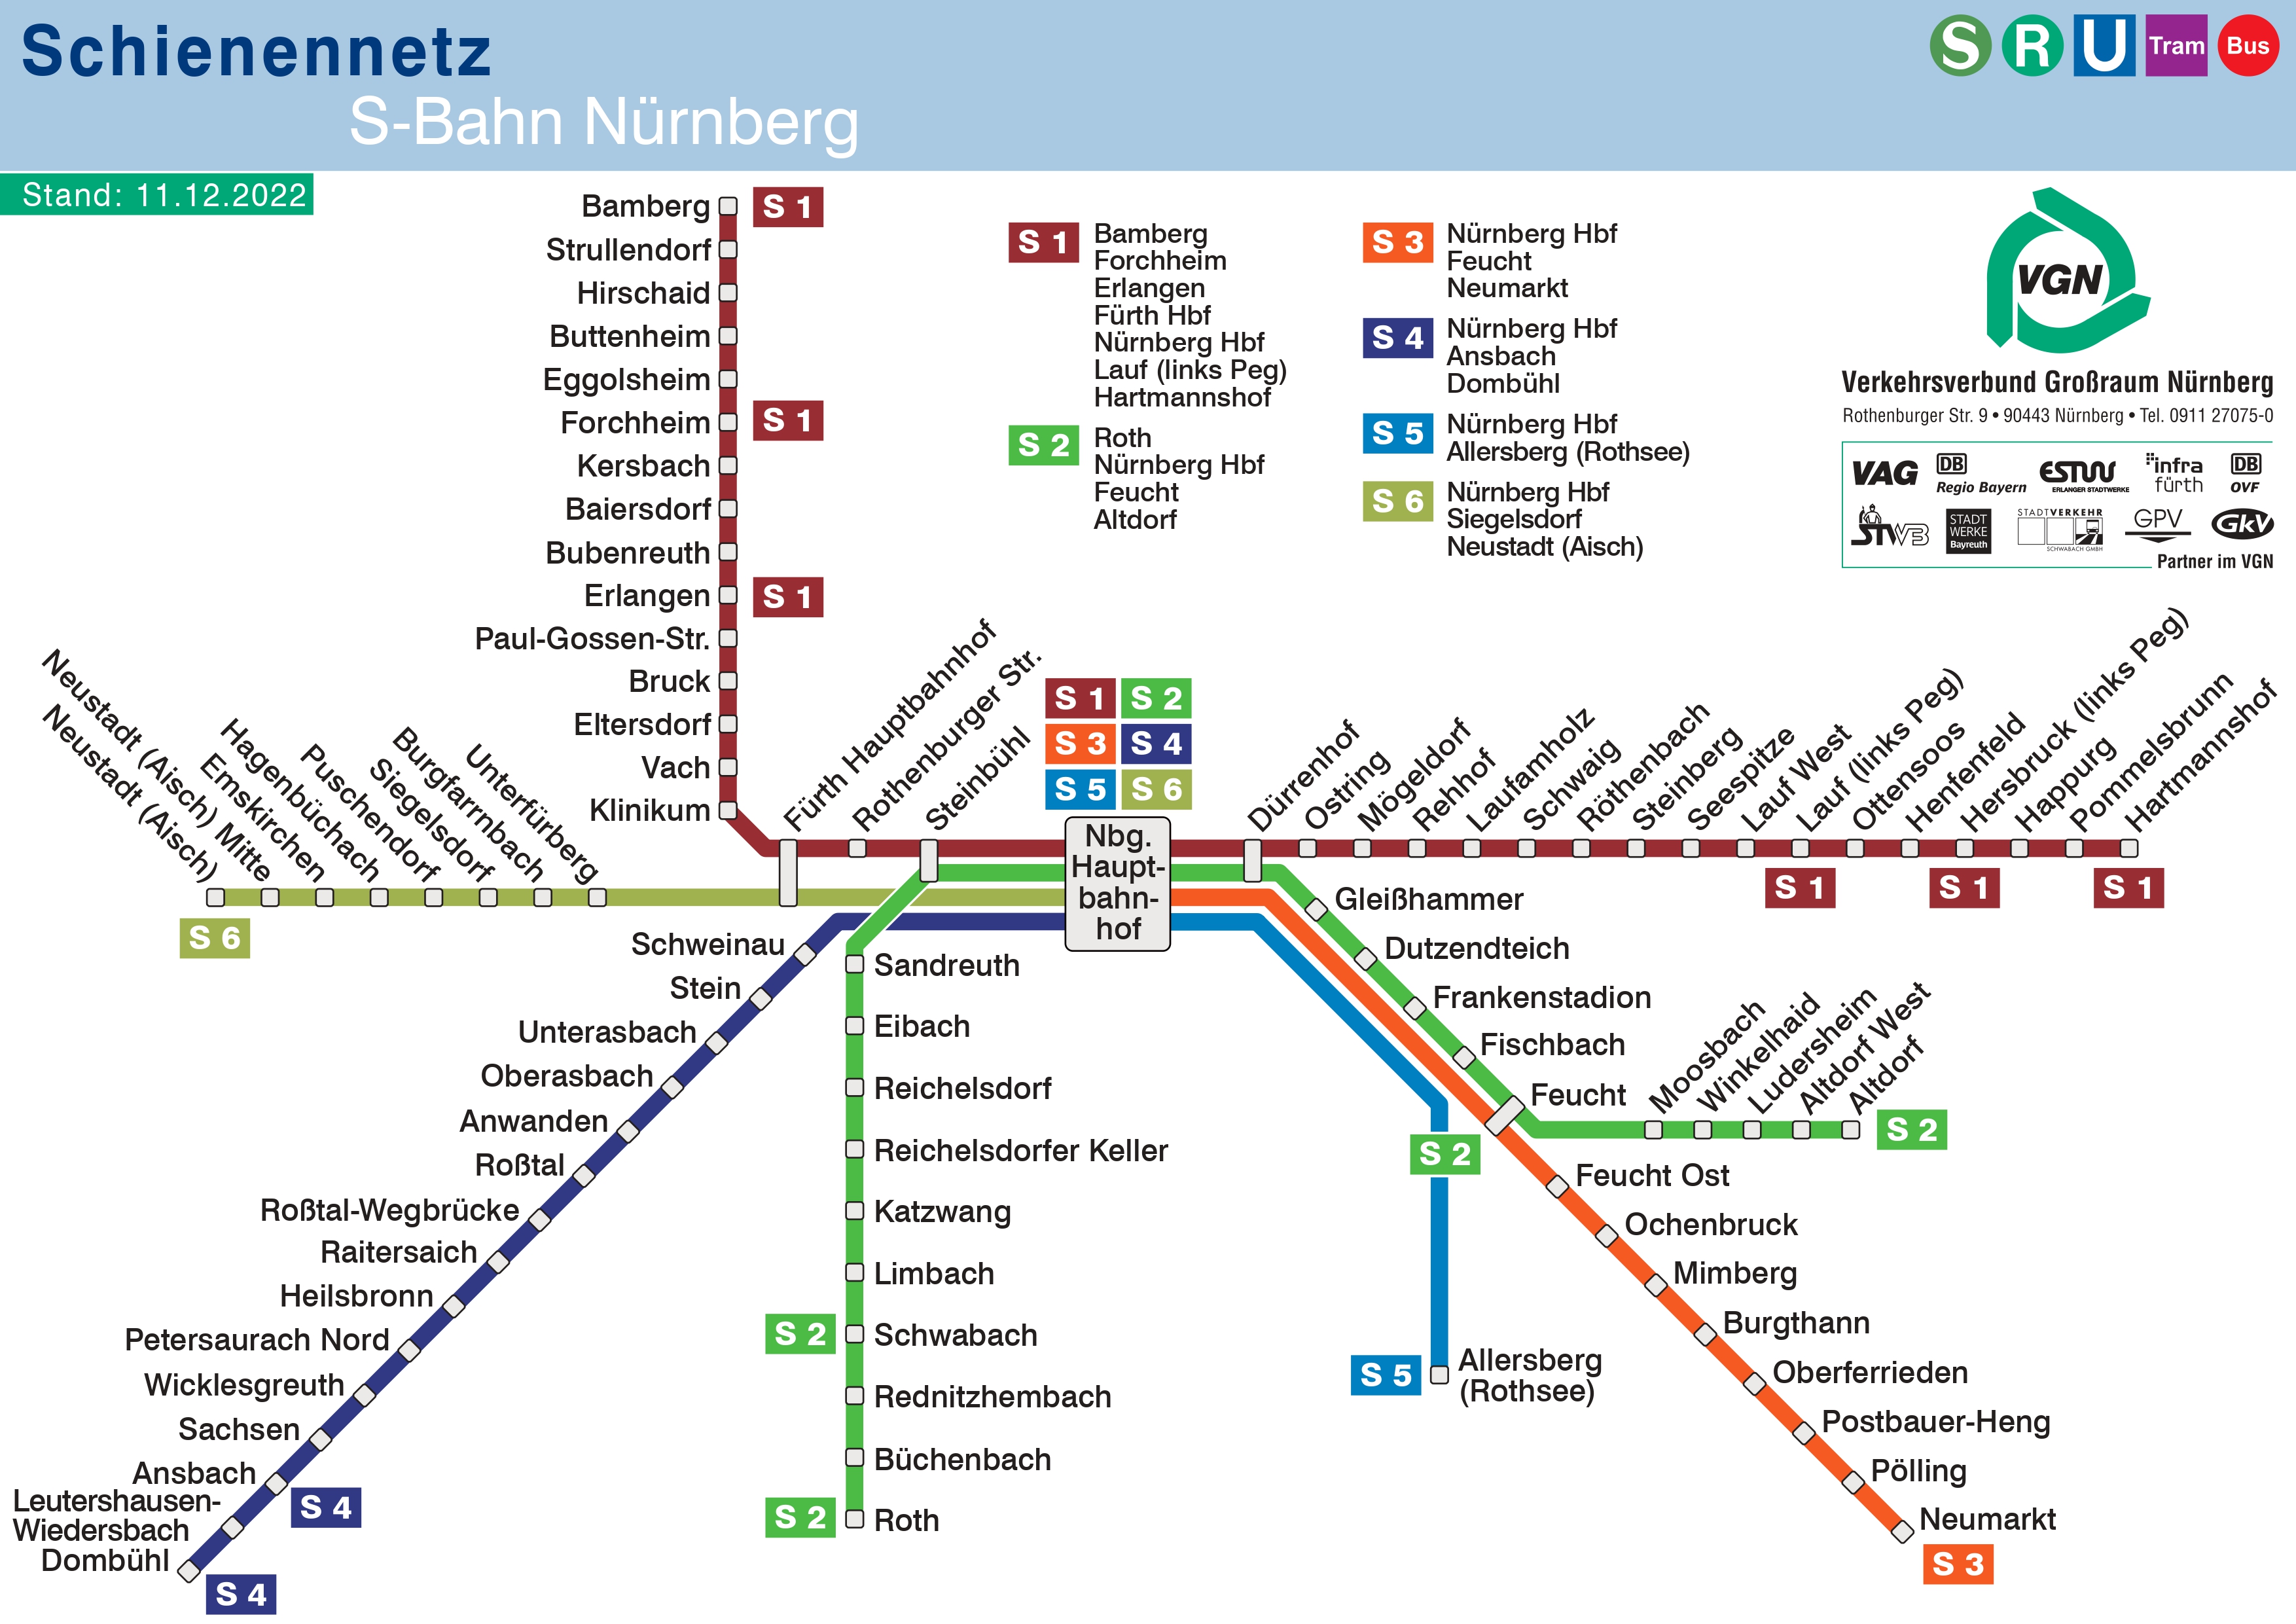 Schienennetz
S-Bahn Nürnberg
S
R
U
Tram
Bus
Stand: 11.12.2022
Bamberg
S 1
Strullendorf
Hirschaid
Buttenheim
Eggolsheim
Forchheim
S 1
Kersbach
Baiersdorf
Bubenreuth
Erlangen
S 1
Paul-Gossen-Str.
Bruck
Eltersdorf
Vach
Klinikum
S 1
Bamberg
Forchheim
Erlangen
Fürth Hbf
Nürnberg Hbf
Lauf (links Peg)
Hartmannshof
S 2
Roth
Nürnberg Hbf
Feucht
Altdorf
S 3
Nürnberg Hbf
Feucht
Neumarkt
S 4
Nürnberg Hbf
Ansbach
Dombühl
S 5
Nürnberg Hbf
Allersberg (Rothsee)
S 6
Nürnberg Hbf
Siegelsdorf
Neustadt (Aisch)
VGN
Verkehrsverbund Großraum Nürnberg
Rothenburger Str. 9 • 90443 Nürnberg • Tel. 0911 27075-0
VAG
DB
Regio Bayern
ESTW
ERLANGER STADTWERKE
infra
fürth
DB
OVF
STWB
STADT
WERKE
Bayreuth
STADTVERKEHR
SCHWABACH GMBH
GPV
GKV
Partner im VGN
Neustadt (Aisch)
Neustadt (Aisch) Mitte
Emskirchen
Hagenbüchach
Puschendorf
Siegelsdorf
Burgfarrnbach
Unterfürberg
S 6
Fürth Hauptbahnhof
Rothenburger Str.
Steinbühl
S 1
S 2
S 3
S 4
S 5
S 6
Nbg.
Haupt-
bahn-
hof
Dürrenhof
Ostring
Mögeldorf
Rehhof
Laufamholz
Schwaig
Röthenbach
Steinberg
Seespitze
Lauf West
Lauf (links Peg)
Ottensoos
Henfenfeld
Hersbruck (links Peg)
Happurg
Pommelsbrunn
Hartmannshof
S 1
S 1
S 1
Schweinau
Stein
Unterasbach
Oberasbach
Anwanden
Roßtal
Roßtal-Wegbrücke
Raitersaich
Heilsbronn
Petersaurach Nord
Wicklesgreuth
Sachsen
Ansbach
S 4
Leutershausen-
Wiedersbach
Dombühl
S 4
Sandreuth
Eibach
Reichelsdorf
Reichelsdorfer Keller
Katzwang
Limbach
S 2
Schwabach
Rednitzhembach
Büchenbach
S 2
Roth
Gleißhammer
Dutzendteich
Frankenstadion
Fischbach
Feucht
Moosbach
Winkelhaid
Ludersheim
Altdorf West
Altdorf
S 2
S 2
S 5
Allersberg
(Rothsee)
Feucht Ost
Ochenbruck
Mimberg
Burgthann
Oberferrieden
Postbauer-Heng
Pölling
Neumarkt
S 3